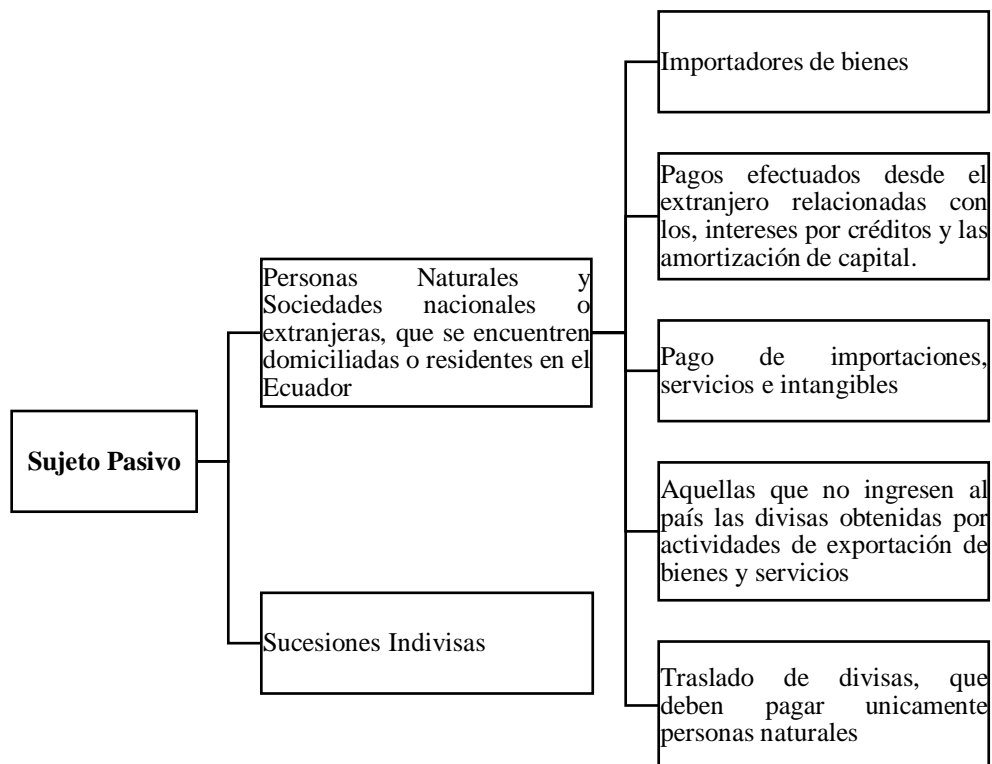 Sujeto Pasivo
Personas Naturales y
Sociedades nacionales o
extranjeras, que se encuentren
domiciliadas o residentes en el
Ecuador
Importadores de bienes
Pagos efectuados desde el
extranjero relacionadas con
los, intereses por créditos y las
amortización de capital.
Pago de importaciones,
servicios e intangibles
Aquellas que no ingresen al
país las divisas obtenidas por
actividades de exportación de
bienes y servicios
Traslado de divisas, que
deben pagar unicamente
personas naturales
Sucesiones Indivisas